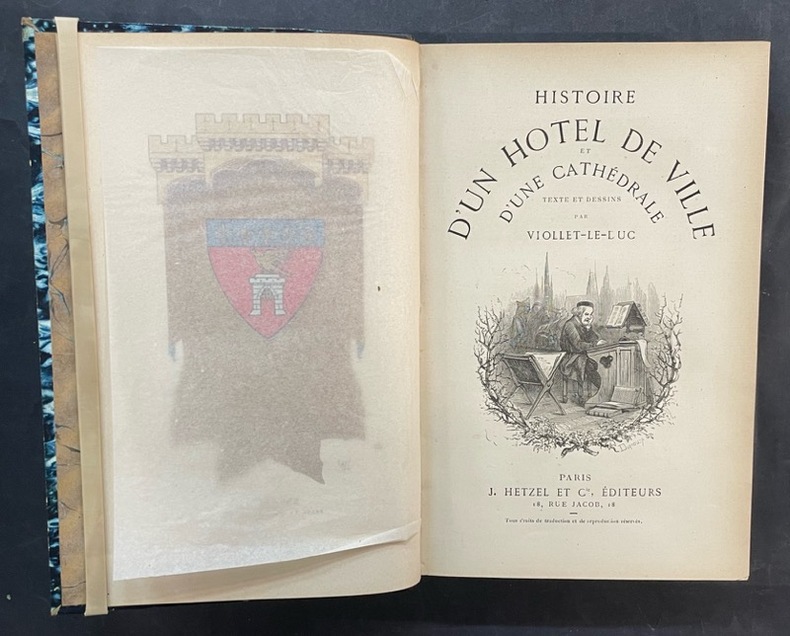 HISTOIRE
D'UN HOTEL DE VILLE
ET
D'UNE CATHÉDRALE
TEXTE ET DESSINS
PAR
VIOLLET-LE-DUC
PARIS
J. HETZEL ET Cie, ÉDITEURS
18, RUE JACOB, 18
Tous droits de traduction et de reproduction réservés.